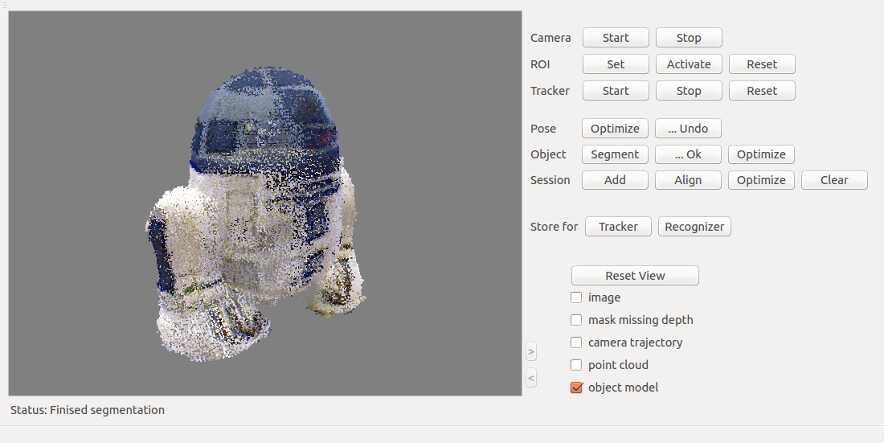 Camera Start Stop
ROI Set Activate Reset
Tracker Start Stop Reset
Pose Optimize ... Undo
Object Segment ... Ok Optimize
Session Add Align Optimize Clear
Store for Tracker Recognizer
Reset View
image
mask missing depth
camera trajectory
> point cloud
< object model
Status: Finised segmentation